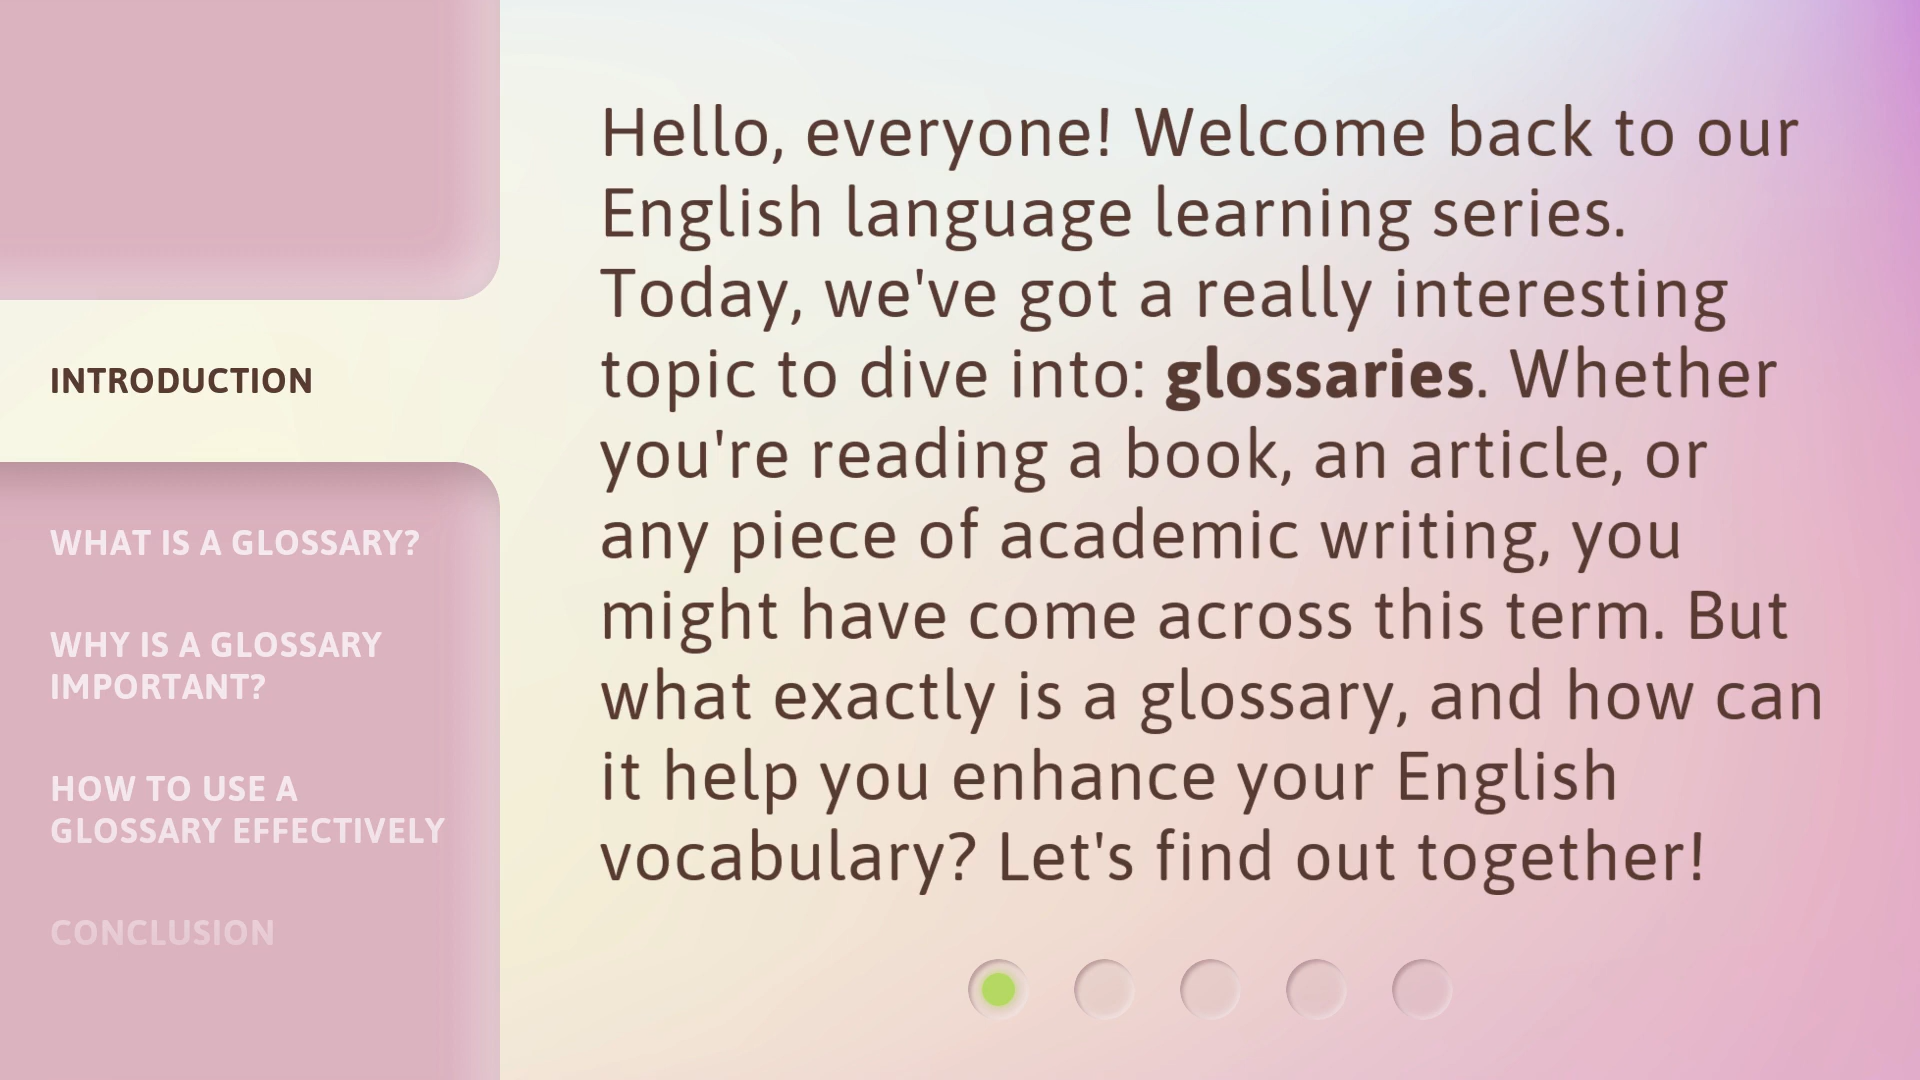 INTRODUCTION
WHAT IS A GLOSSARY?
WHY IS A GLOSSARY
IMPORTANT?
HOW TO USE A
GLOSSARY EFFECTIVELY
CONCLUSION
Hello, everyone! Welcome back to our
English language learning series.
Today, we've got a really interesting
topic to dive into: glossaries. Whether
you're reading a book, an article, or
any piece of academic writing, you
might have come across this term. But
what exactly is a glossary, and how can
it help you enhance your English
vocabulary? Let's find out together!